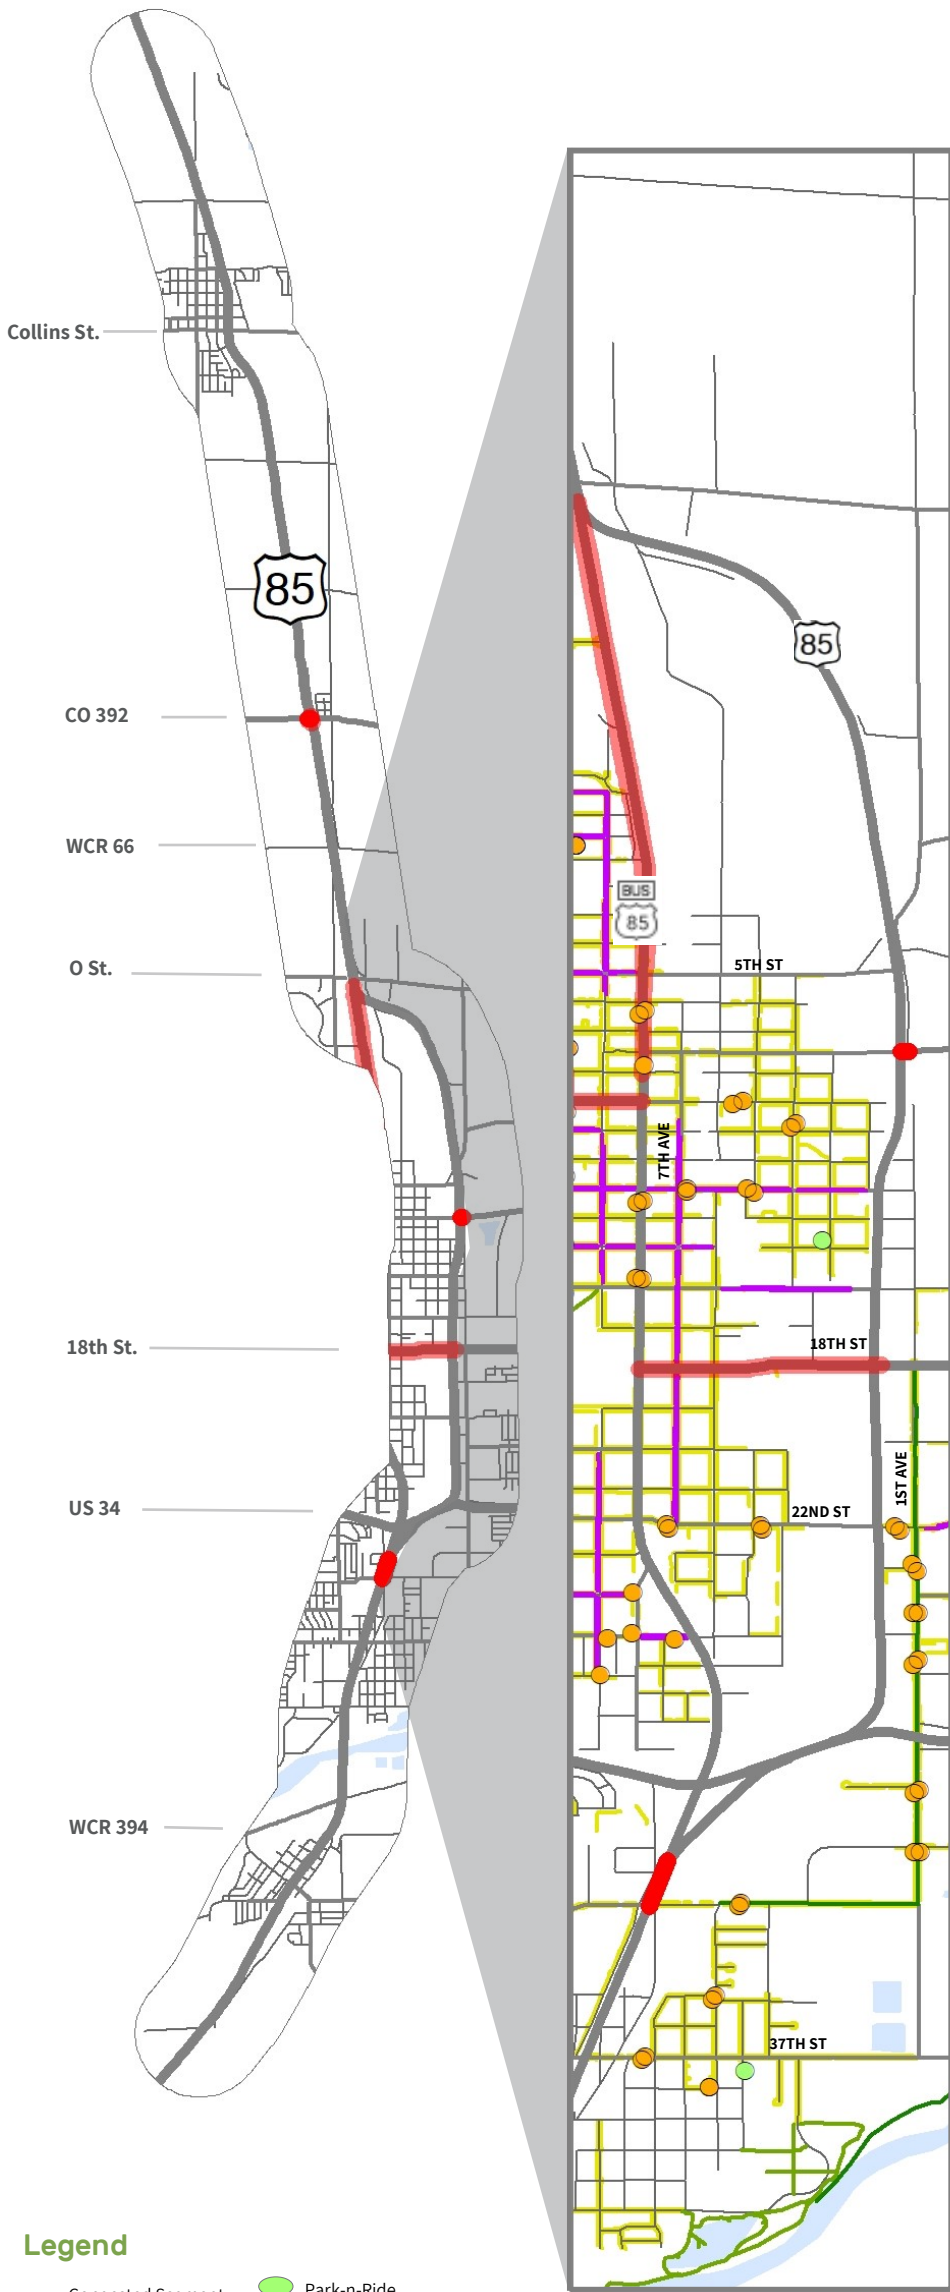 Collins St.
85
CO 392
WCR 66
O St.
18th St.
US 34
WCR 394
85
BUS
85
5TH ST
7TH AVE
18TH ST
1ST AVE
22ND ST
37TH ST
Legend
Park-n-Ride